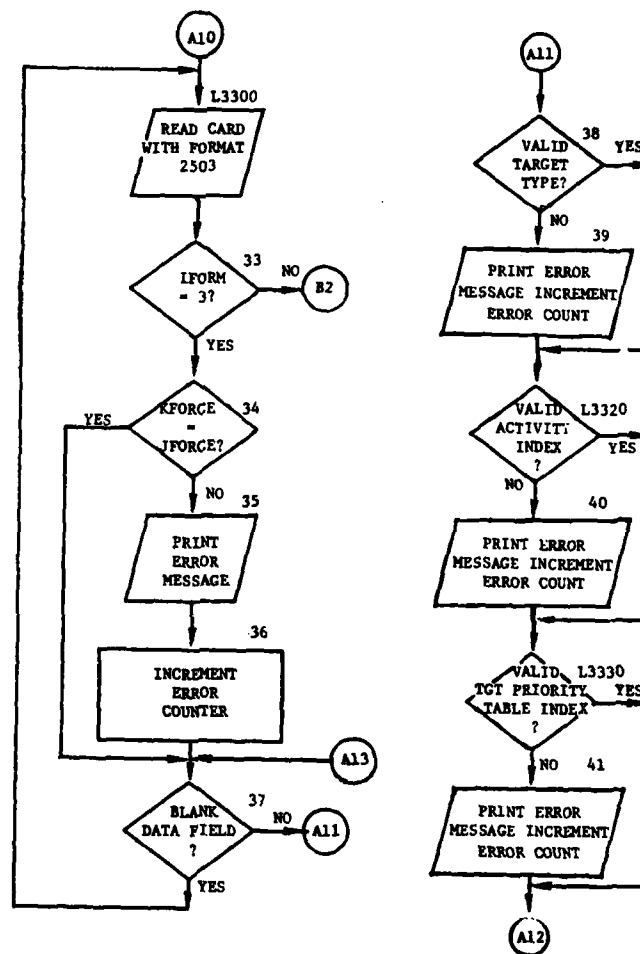 A10
L3300
READ CARD
WITH FORMAT
2503
33
IFORM
= 3?
NO
B2
YES
34
KFORCE
=
JFORCE?
YES
NO
35
PRINT
ERROR
MESSAGE
36
INCREMENT
ERROR
COUNTER
A13
37
BLANK
DATA FIELD
?
NO
A11
YES
A11
38
VALID
TARGET
TYPE?
YES
NO
39
PRINT ERROR
MESSAGE INCREMENT
ERROR COUNT
L3320
VALID
ACTIVITY
INDEX
?
YES
NO
40
PRINT ERROR
MESSAGE INCREMENT
ERROR COUNT
L3330
VALID
TGT PRIORITY
TABLE INDEX
?
YES
NO
41
PRINT ERROR
MESSAGE INCREMENT
ERROR COUNT
A12